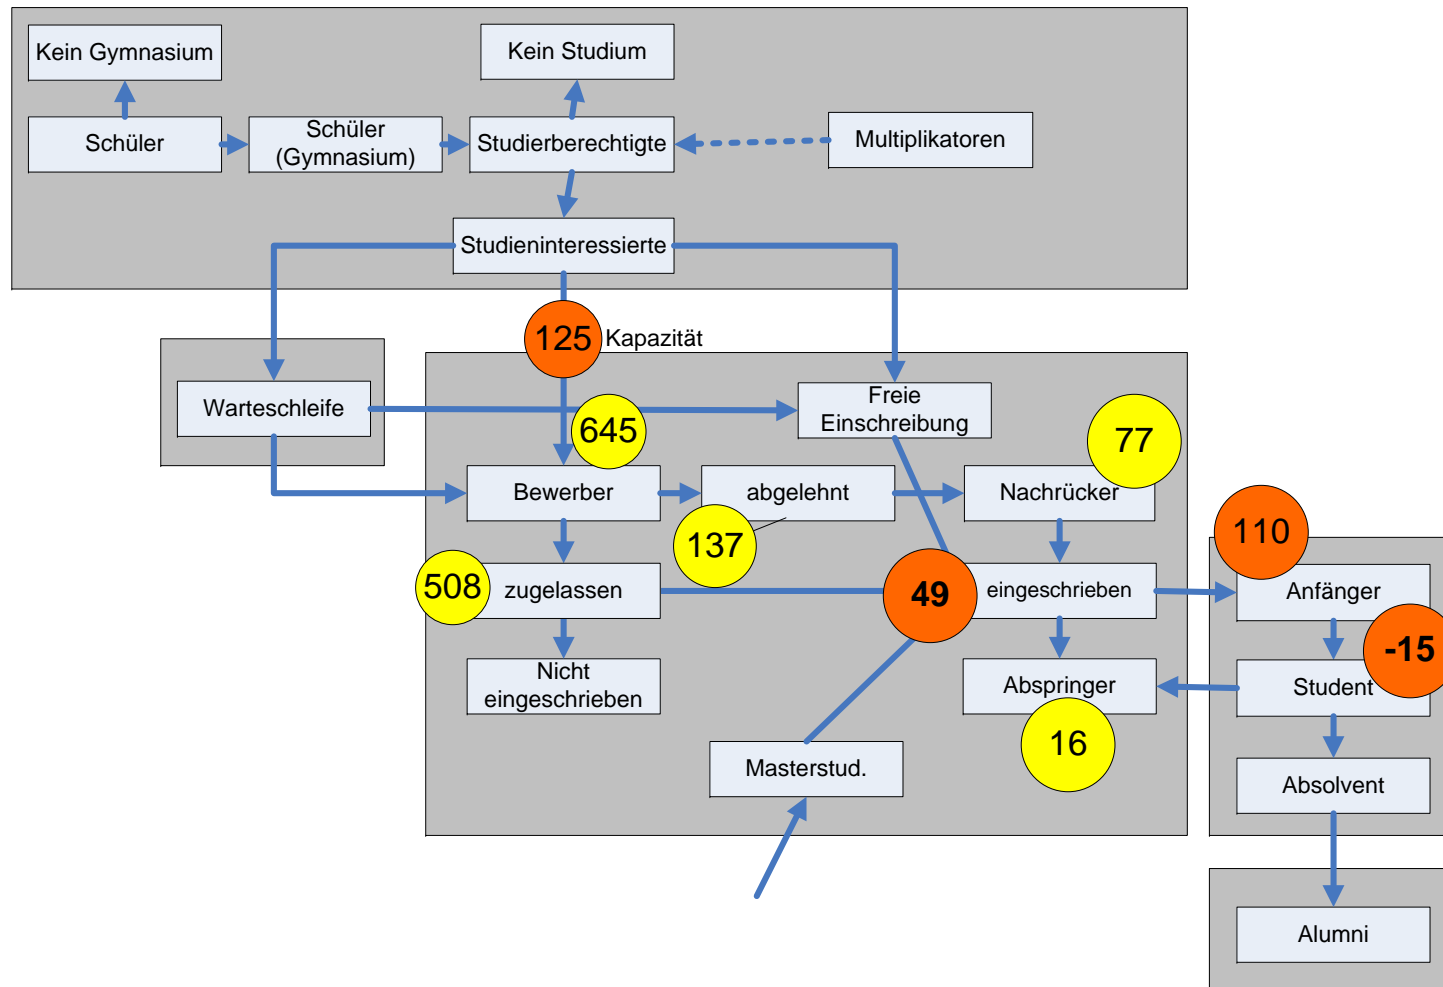 Kein Gymnasium
Kein Studium
Schüler
Schüler
(Gymnasium)
Studierberechtigte
Multiplikatoren
Studieninteressierte
125
Kapazität
Warteschleife
Freie
Einschreibung
645
77
Bewerber
abgelehnt
Nachrücker
137
110
508
zugelassen
49
eingeschrieben
Anfänger
-15
Nicht
eingeschrieben
Abspringer
Student
16
Masterstud.
Absolvent
Alumni